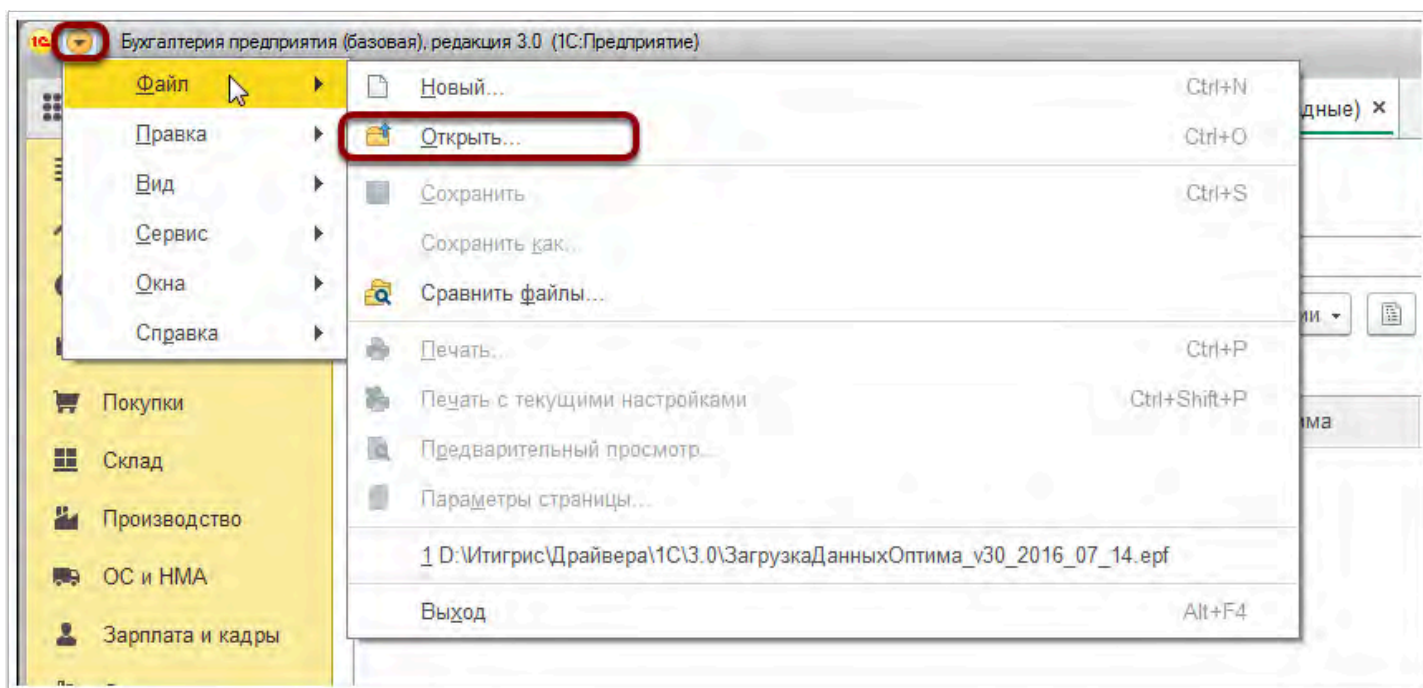 1С Бухгалтерия предприятия (базовая), редакция 3.0 (1С:Предприятие)
Файл
Правка
Вид
Сервис
Окна
Справка
Новый... Ctrl+N
Открыть... Ctrl+O
Сохранить Ctrl+S
Сохранить как...
Сравнить файлы...
Печать... Ctrl+P
Печать с текущими настройками Ctrl+Shift+P
Предварительный просмотр...
Параметры страницы...
1 D:\Итигрис\Драйвера\1С\3.0\ЗагрузкаДанныхОптима_v30_2016_07_14.epf
Выход Alt+F4
дные) ×
ии
има
Покупки
Склад
Производство
ОС и НМА
Зарплата и кадры